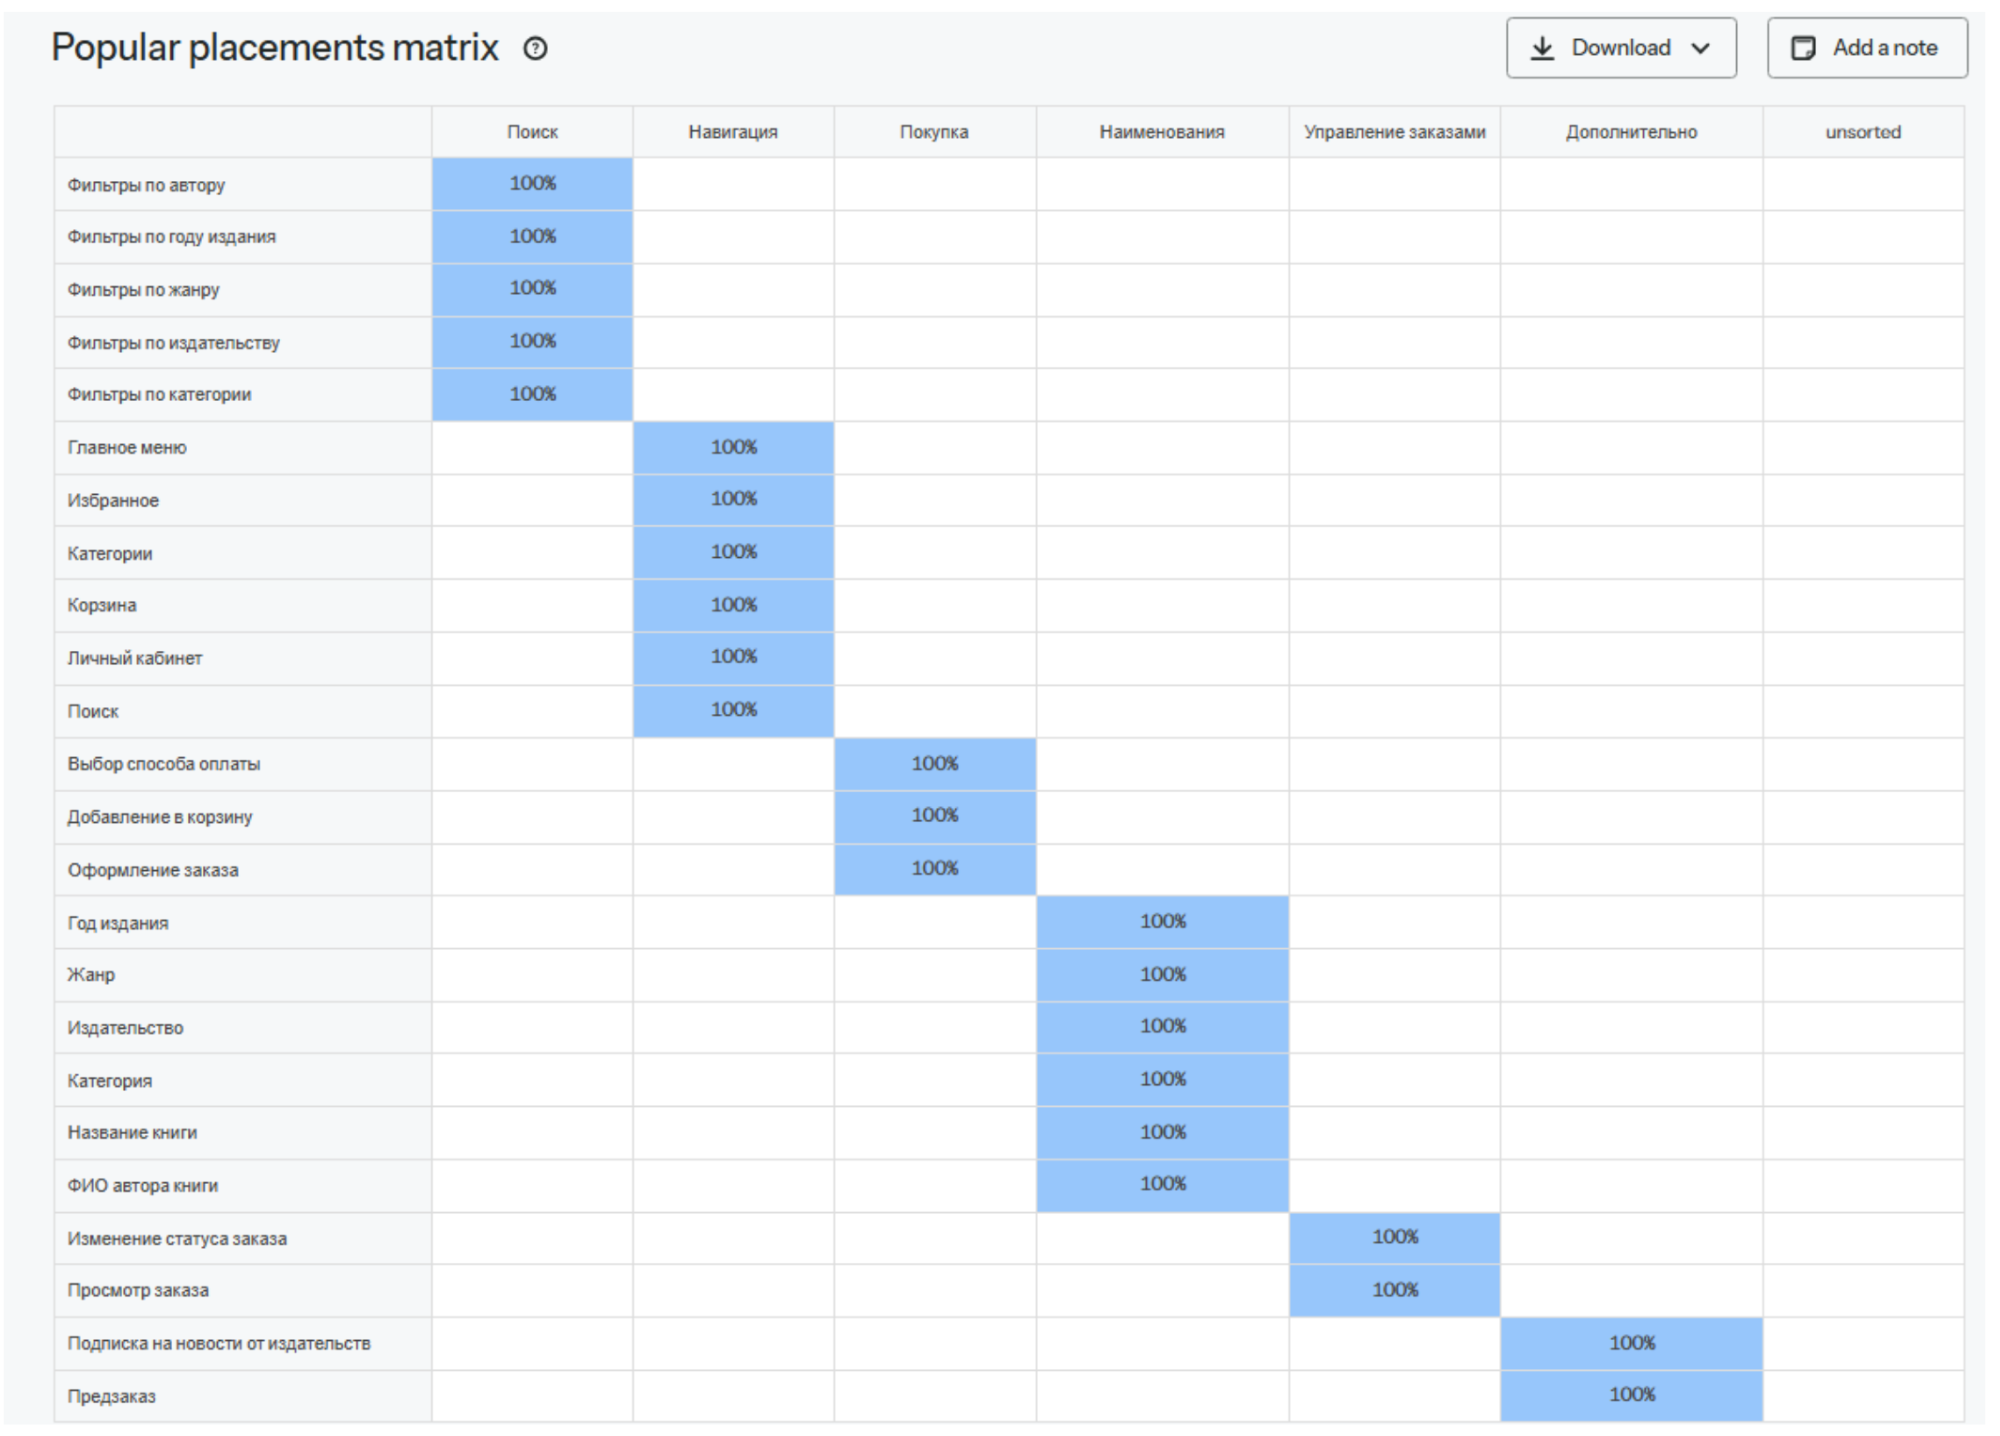 Popular placements matrix ?
Download
Add a note
Поиск Навигация Покупка Наименования Управление заказами Дополнительно unsorted
Фильтры по автору 100%
Фильтры по году издания 100%
Фильтры по жанру 100%
Фильтры по издательству 100%
Фильтры по категории 100%
Главное меню 100%
Избранное 100%
Категории 100%
Корзина 100%
Личный кабинет 100%
Поиск 100%
Выбор способа оплаты 100%
Добавление в корзину 100%
Оформление заказа 100%
Год издания 100%
Жанр 100%
Издательство 100%
Категория 100%
Название книги 100%
ФИО автора книги 100%
Изменение статуса заказа 100%
Просмотр заказа 100%
Подписка на новости от издательств 100%
Предзаказ 100%